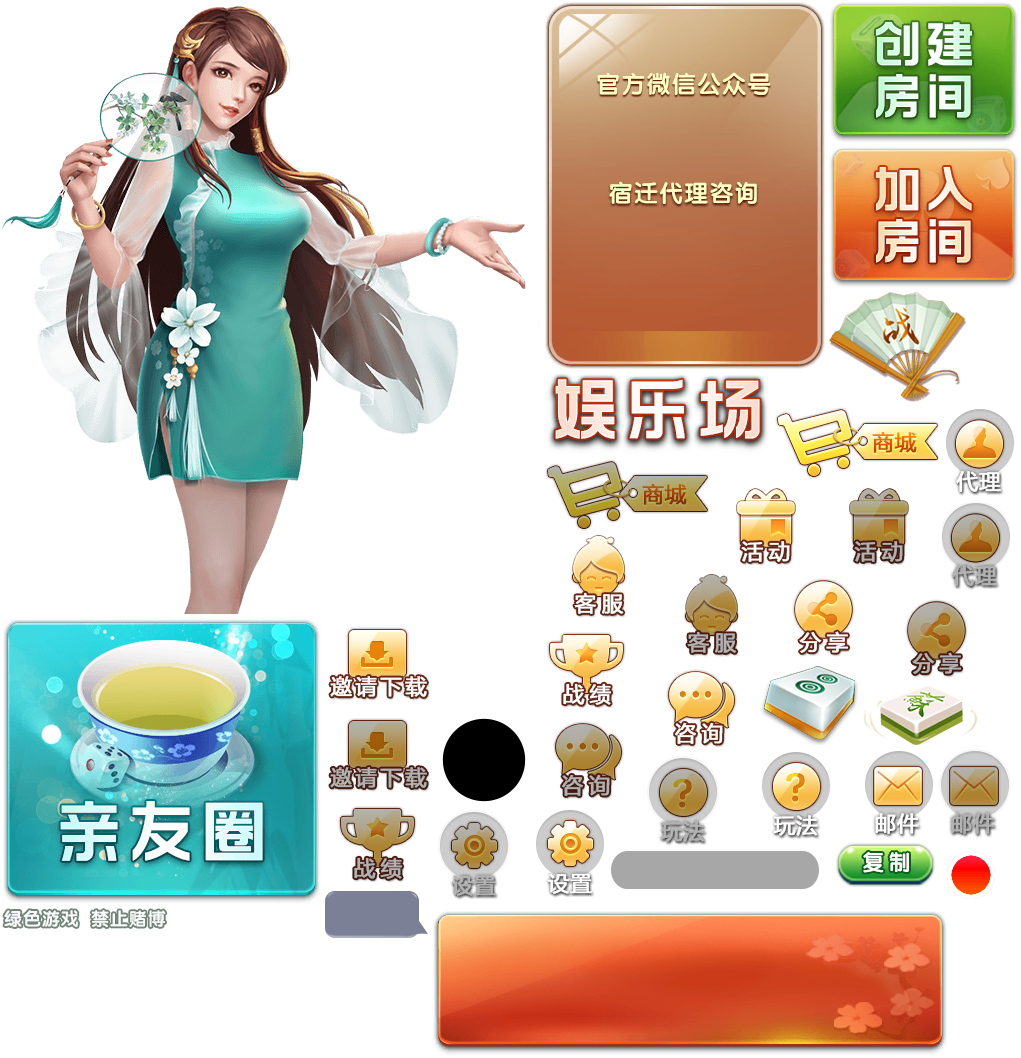 创建
房间
官方微信公众号
加入
房间
宿迁代理咨询
战
娱乐场
商城
代理
商城
活动
活动
代理
客服
客服
分享
分享
邀请下载
战绩
咨询
邀请下载
咨询
玩法
玩法
邮件
邮件
亲友圈
战绩
设置
设置
复制
绿色游戏 禁止赌博